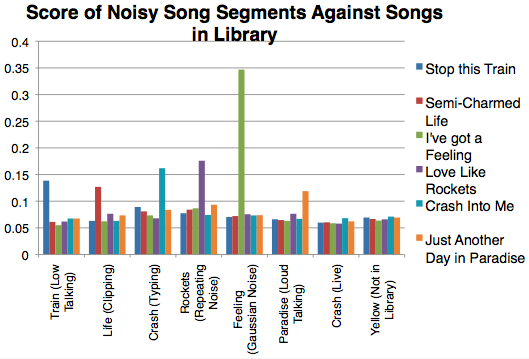 Score of Noisy Song Segments Against Songs
in Library
0.4
0.35
0.3
0.25
0.2
0.15
0.1
0.05
0
Stop this Train
Semi-Charmed
Life
I've got a
Feeling
Love Like
Rockets
Crash Into Me
Just Another
Day in Paradise
Train (Low
Talking)
Life (Clipping)
Crash (Typing)
Rockets
(Repeating
Noise)
Feeling
(Gaussian Noise)
Paradise (Loud
Talking)
Crash (Live)
Yellow (Not in
Library)